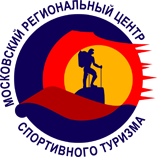 МОСКОВСКИЙ РЕГИОНАЛЬНЫЙ ЦЕНТР
СПОРТИВНОГО ТУРИЗМА